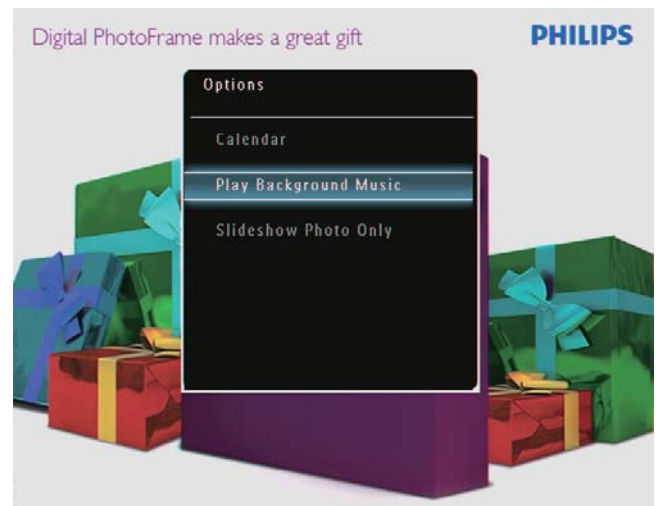 Digital PhotoFrame makes a great gift
PHILIPS
Options
Calendar
Play Background Music
Slideshow Photo Only